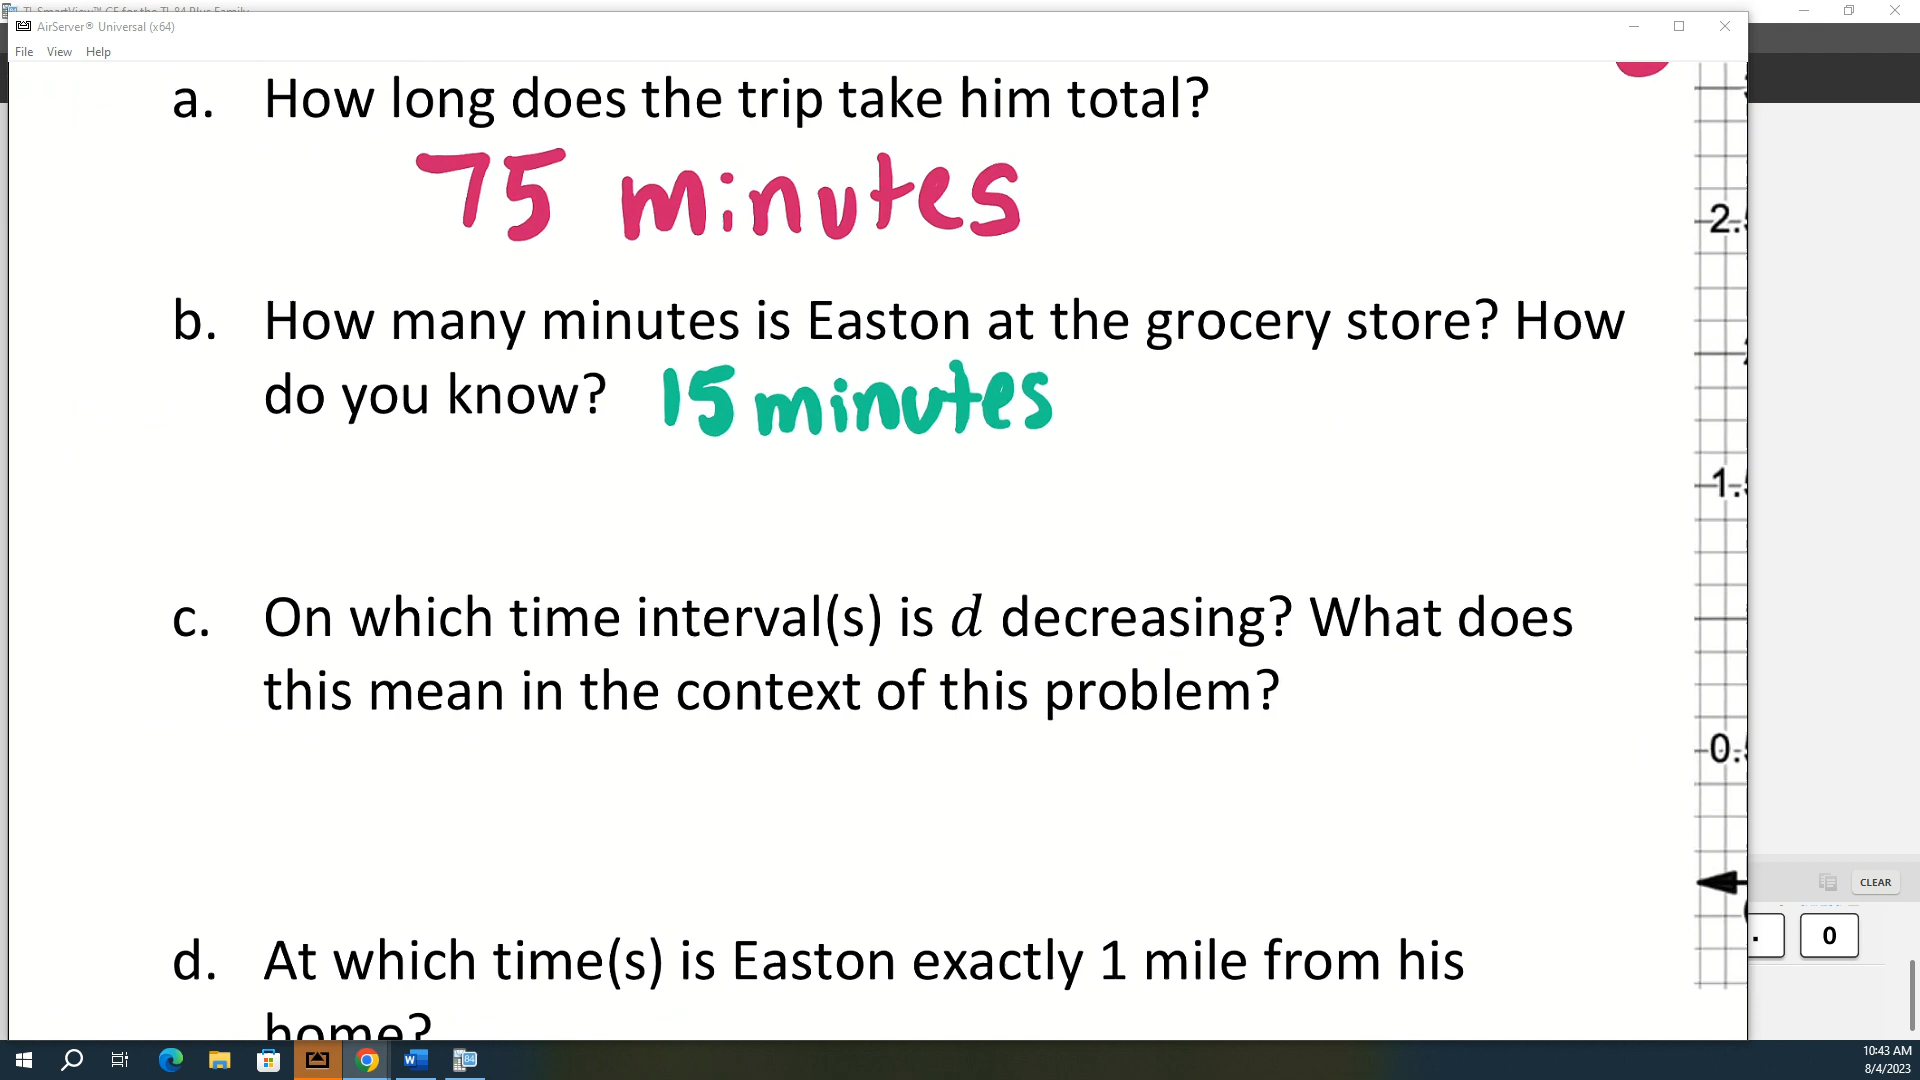 AirServer® Universal (x64)
File View Help
a. How long does the trip take him total?
75 minutes
b. How many minutes is Easton at the grocery store? How
do you know? 15 minutes
c. On which time interval(s) is d decreasing? What does
this mean in the context of this problem?
d. At which time(s) is Easton exactly 1 mile from his
home?
CLEAR
. 0
10:43 AM
8/4/2023